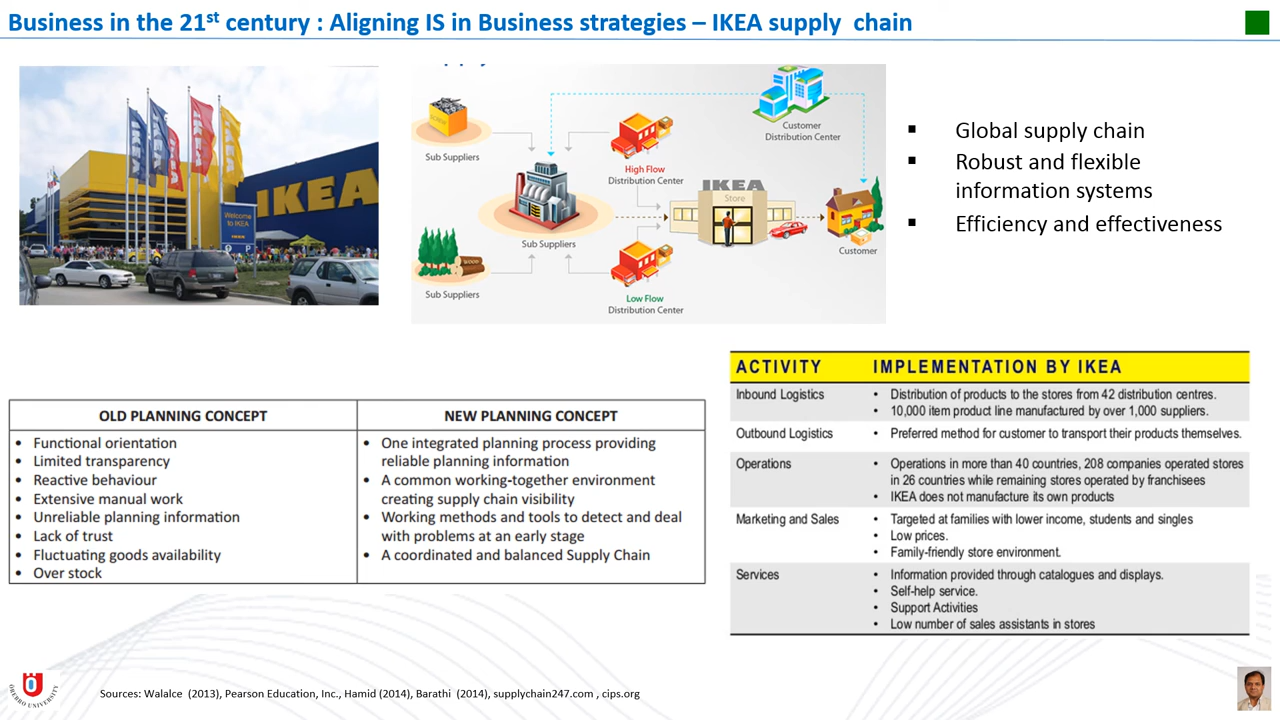 Business in the 21st century : Aligning IS in Business strategies – IKEA supply chain
IKEA
Welcome
to IKEA
SCREW
Sub Suppliers
High Flow
Distribution Center
Customer
Distribution Center
Sub Suppliers
IKEA
Store
Customer
WOOD
Sub Suppliers
Low Flow
Distribution Center
▪ Global supply chain
▪ Robust and flexible
information systems
▪ Efficiency and effectiveness
OLD PLANNING CONCEPT
• Functional orientation
• Limited transparency
• Reactive behaviour
• Extensive manual work
• Unreliable planning information
• Lack of trust
• Fluctuating goods availability
• Over stock
NEW PLANNING CONCEPT
• One integrated planning process providing
reliable planning information
• A common working-together environment
creating supply chain visibility
• Working methods and tools to detect and deal
with problems at an early stage
• A coordinated and balanced Supply Chain
ACTIVITY IMPLEMENTATION BY IKEA
Inbound Logistics • Distribution of products to the stores from 42 distribution centres.
• 10,000 item product line manufactured by over 1,000 suppliers.
Outbound Logistics • Preferred method for customer to transport their products themselves.
Operations • Operations in more than 40 countries, 208 companies operated stores
in 26 countries while remaining stores operated by franchisees
• IKEA does not manufacture its own products
Marketing and Sales • Targeted at families with lower income, students and singles
• Low prices.
• Family-friendly store environment.
Services • Information provided through catalogues and displays.
• Self-help service.
• Support Activities
• Low number of sales assistants in stores
ÖREBRO UNIVERSITY
Sources: Walalce (2013), Pearson Education, Inc., Hamid (2014), Barathi (2014), supplychain247.com , cips.org